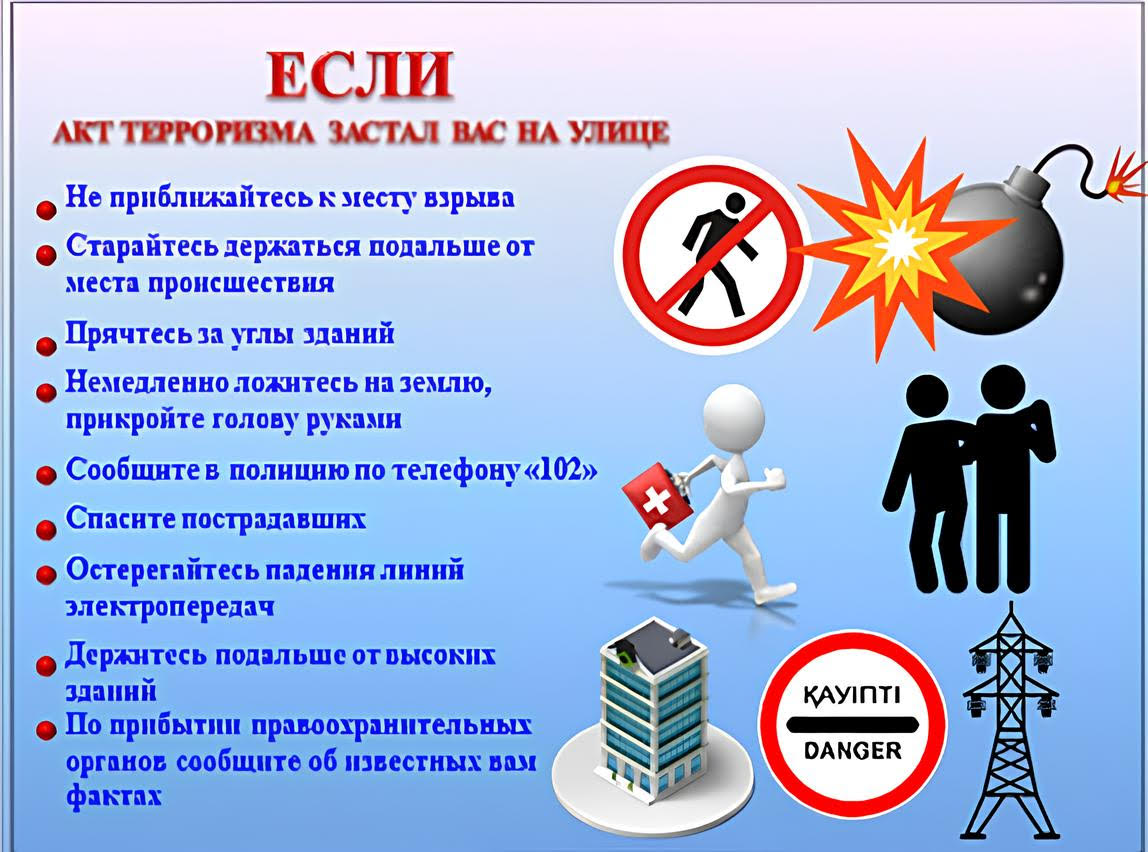 ЕСЛИ
АКТ ТЕРРОРИЗМА ЗАСТАЛ ВАС НА УЛИЦЕ
Не приближайтесь к месту взрыва
Старайтесь держаться подальше от
места происшествия
Прячтесь за углы зданий
Немедленно ложитесь на землю,
прикройте голову руками
Сообщите в полицию по телефону «102»
Спасите пострадавших
Остерегайтесь падения линий
электропередач
Держитесь подальше от высоких
зданий
По прибытии правоохранительных
органов сообщите об известных вам
фактах
ҚАУІПТІ
DANGER